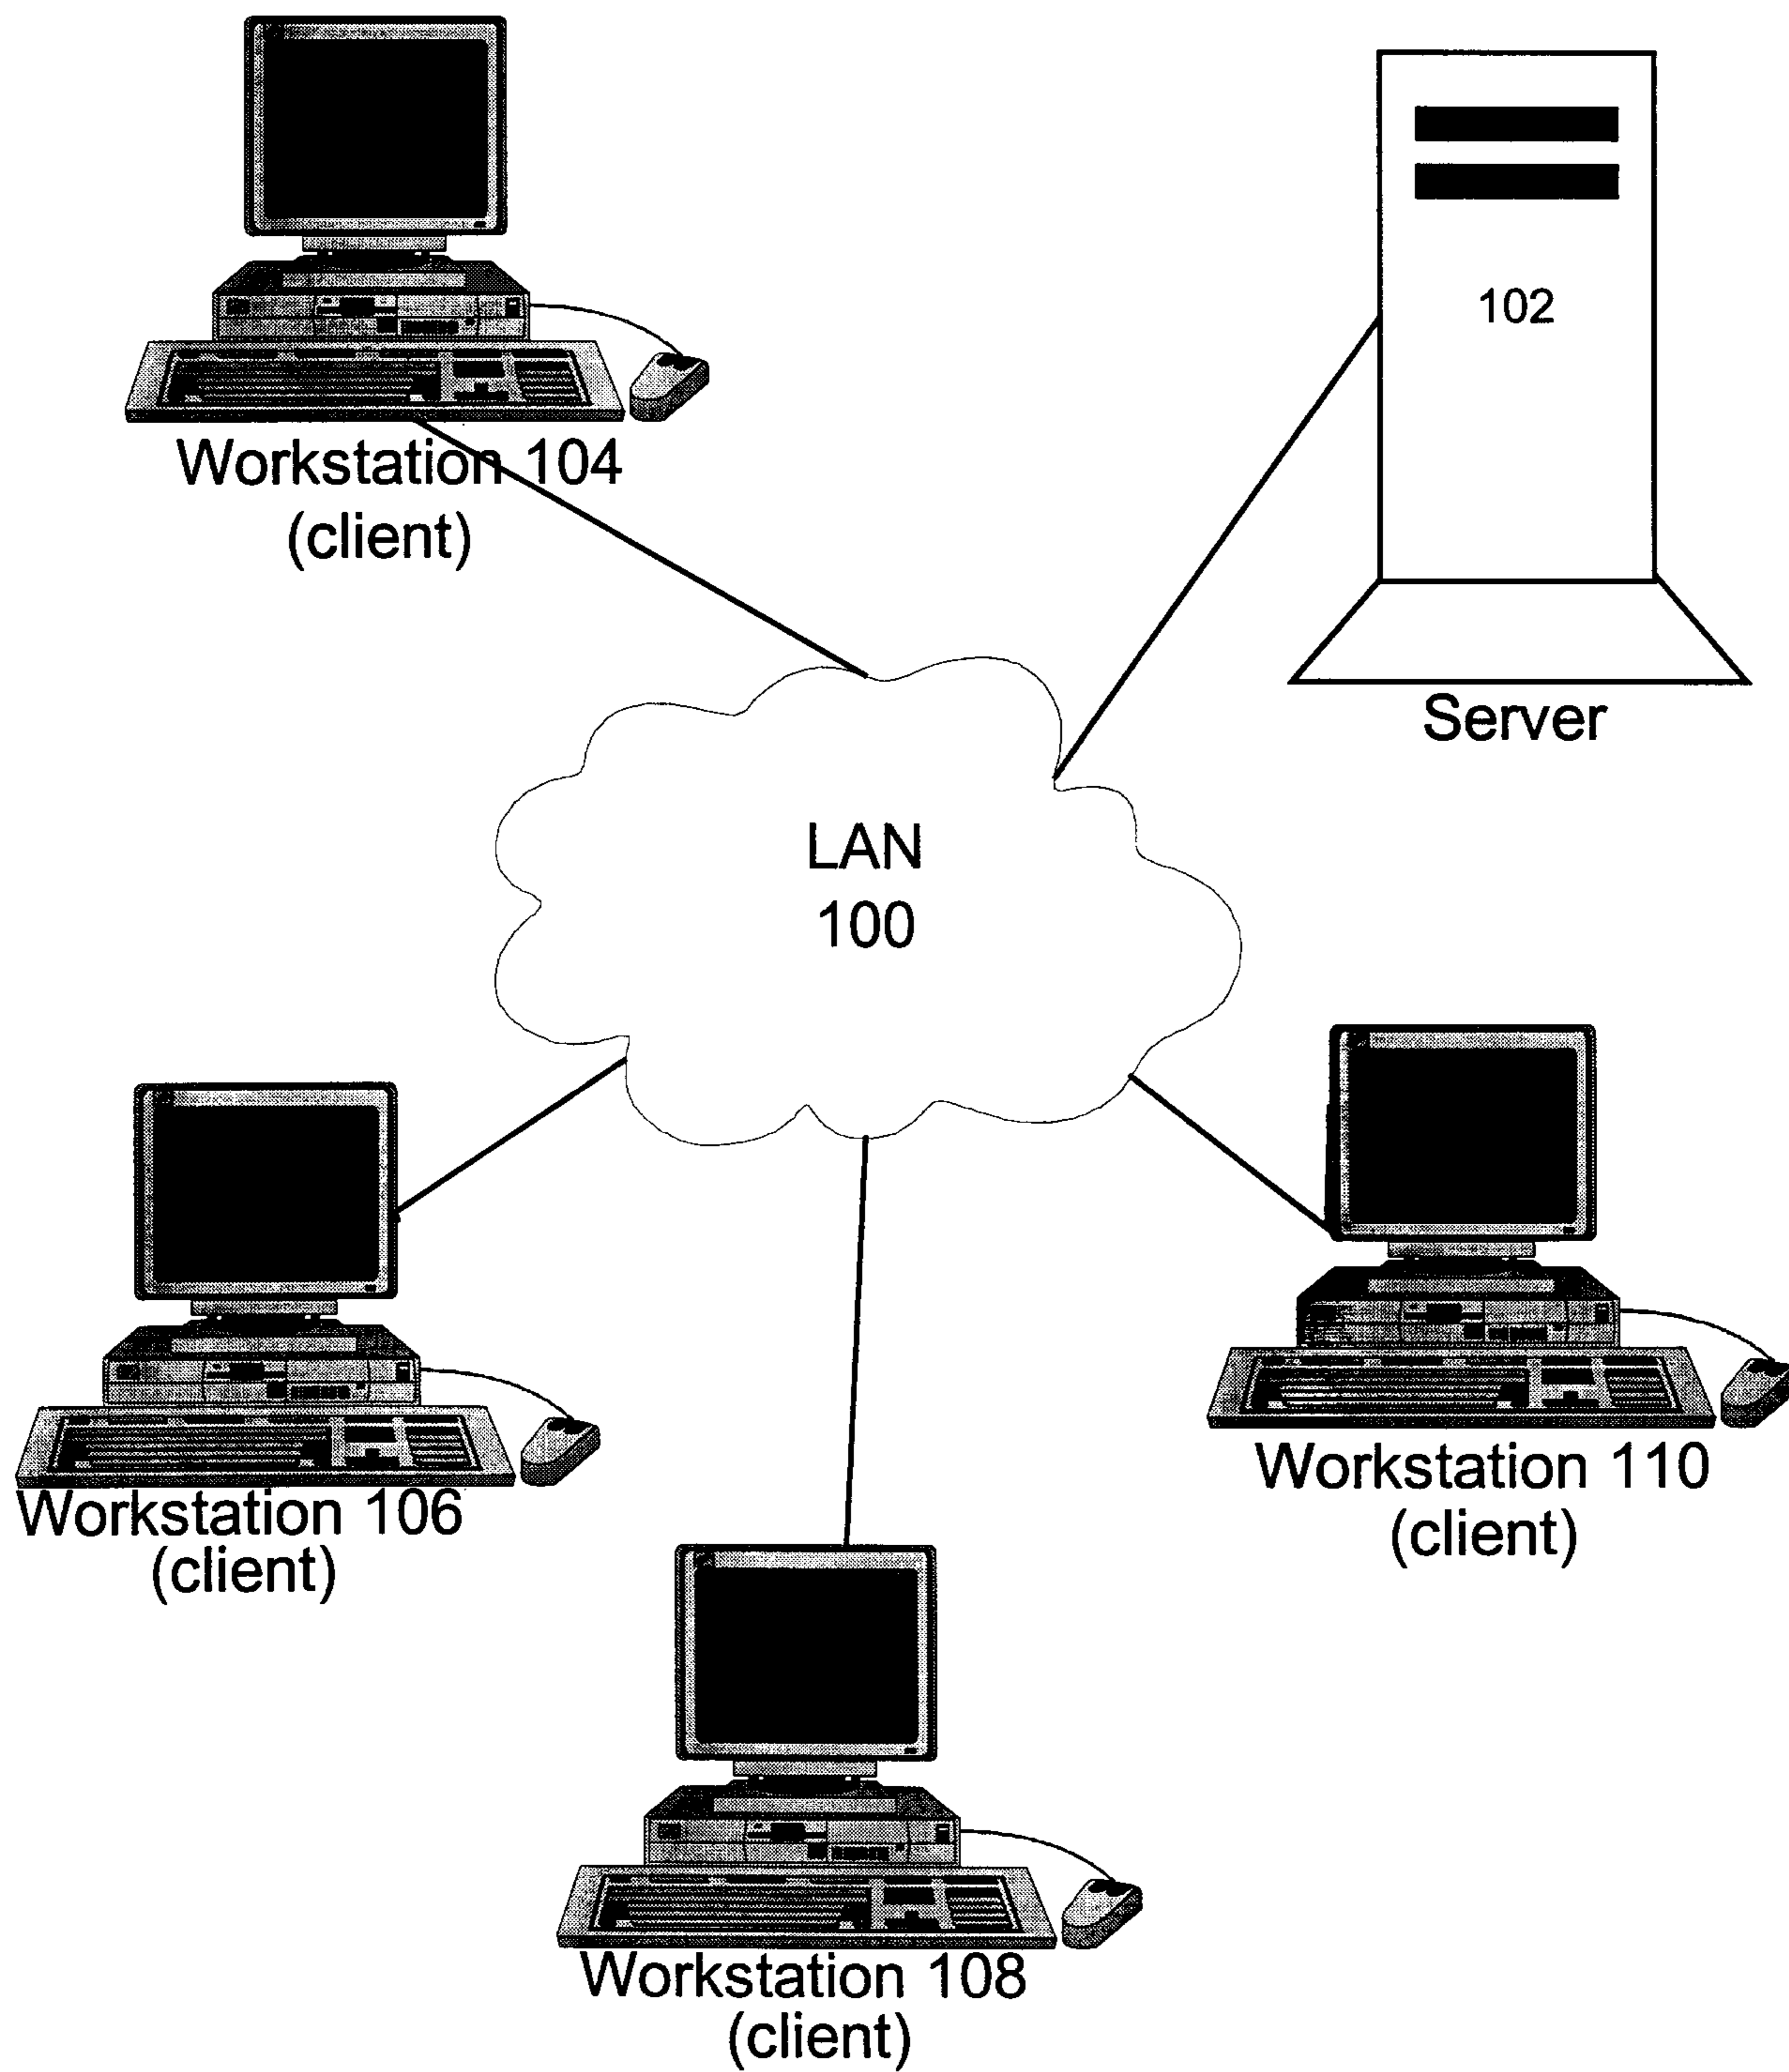 Workstation 104
(client)
102
Server
LAN
100
Workstation 106
(client)
Workstation 110
(client)
Workstation 108
(client)